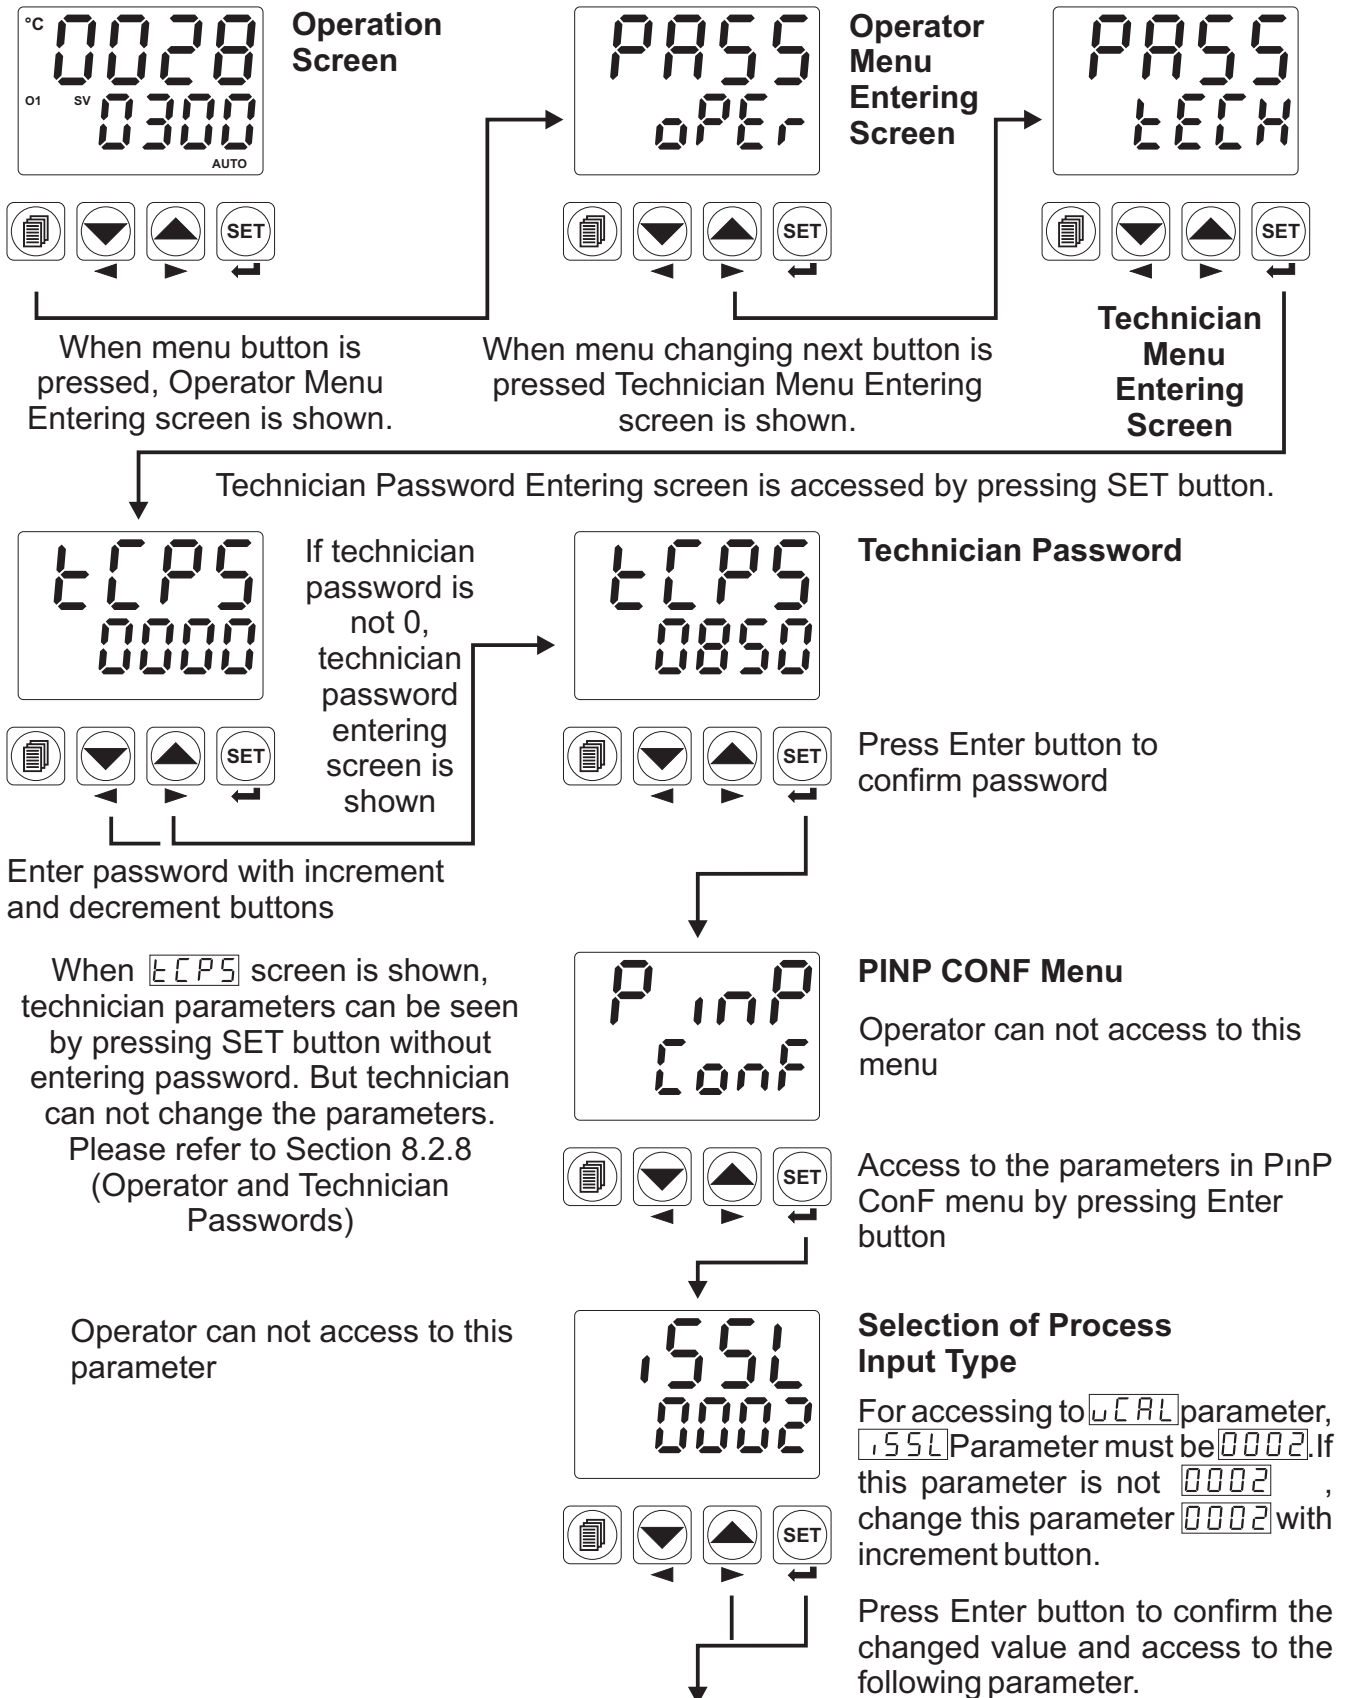 °C
0028
O1
SV
0300
AUTO
Operation
Screen
PASS
oPEr
Operator
Menu
Entering
Screen
PASS
tECH
SET
SET
SET
When menu button is
pressed, Operator Menu
Entering screen is shown.
When menu changing next button is
pressed Technician Menu Entering
screen is shown.
Technician
Menu
Entering
Screen
Technician Password Entering screen is accessed by pressing SET button.
tCPS
0000
If technician
password is
not 0,
technician
password
entering
screen is
shown
tCPS
0850
Technician Password
SET
SET
Press Enter button to
confirm password
Enter password with increment
and decrement buttons
When tCPS screen is shown,
technician parameters can be seen
by pressing SET button without
entering password. But technician
can not change the parameters.
Please refer to Section 8.2.8
(Operator and Technician
Passwords)
PinP
ConF
PINP CONF Menu
Operator can not access to this
menu
SET
Access to the parameters in PınP
ConF menu by pressing Enter
button
Operator can not access to this
parameter
iSSL
0002
Selection of Process
Input Type
For accessing to uCAL parameter,
iSSL Parameter must be 0002.If
this parameter is not 0002 ,
change this parameter 0002 with
increment button.
SET
Press Enter button to confirm the
changed value and access to the
following parameter.